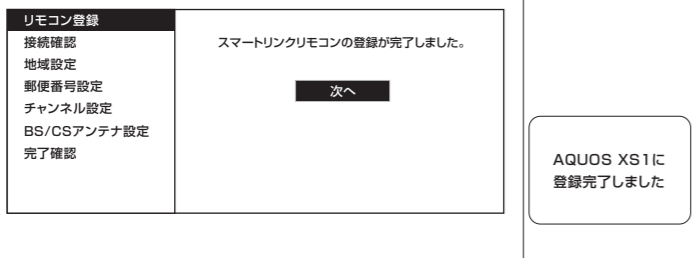 リモコン登録
接続確認
地域設定
郵便番号設定
チャンネル設定
BS/CSアンテナ設定
完了確認
スマートリンクリモコンの登録が完了しました。
次へ
AQUOS XS1に
登録完了しました